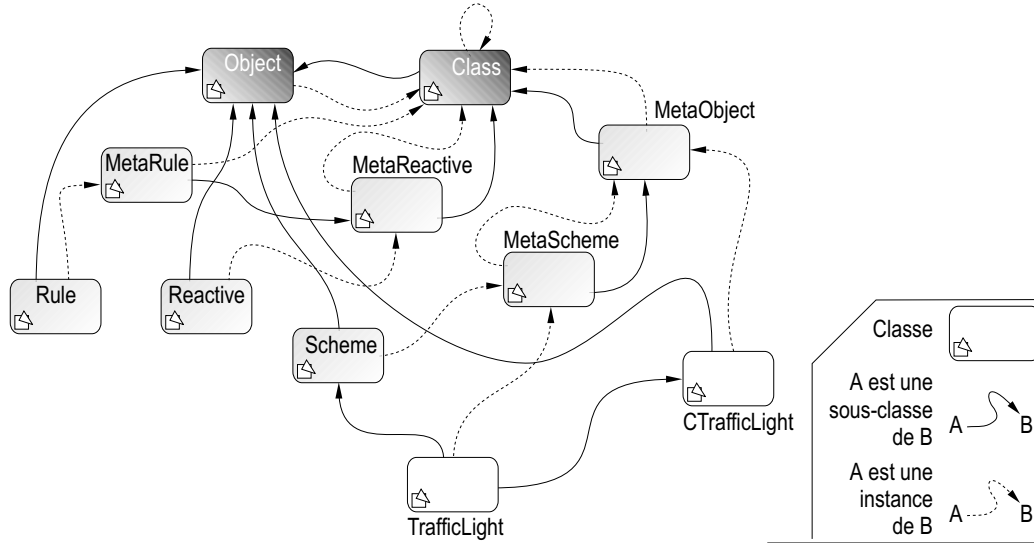 Object
Class
MetaObject
MetaRule
MetaReactive
MetaScheme
Rule
Reactive
Scheme
CTrafficLight
TrafficLight
Classe
A est une
sous-classe
de B
A
B
A est une
instance
de B
A
B